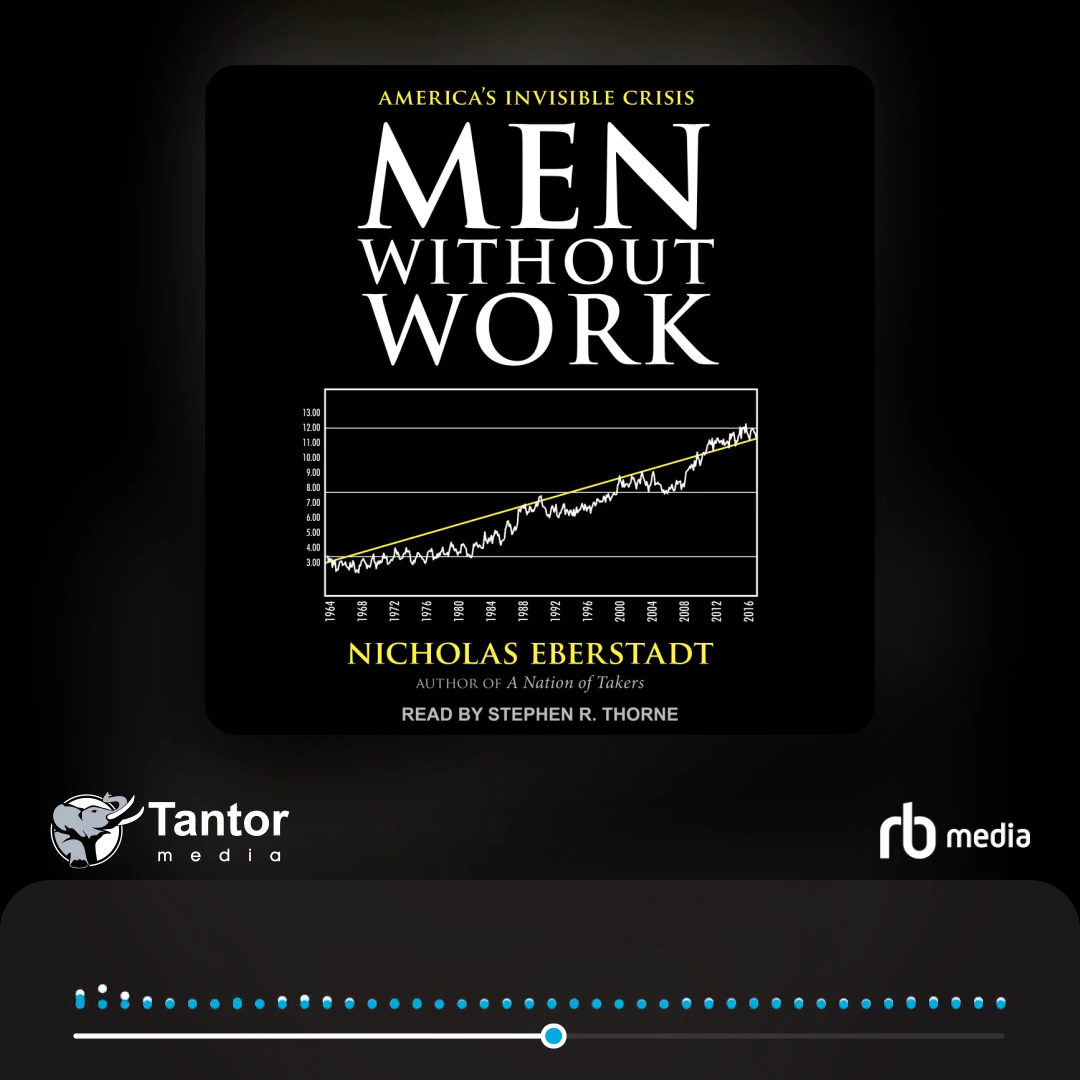 AMERICA'S INVISIBLE CRISIS
MEN
WITHOUT
WORK
13.00
12.00
11.00
10.00
9.00
8.00
7.00
6.00
5.00
4.00
3.00
1964 1968 1972 1976 1980 1984 1988 1992 1996 2000 2004 2008 2012 2016
NICHOLAS EBERSTADT
AUTHOR OF A Nation of Takers
READ BY STEPHEN R. THORNE
Tantor
media
rb media